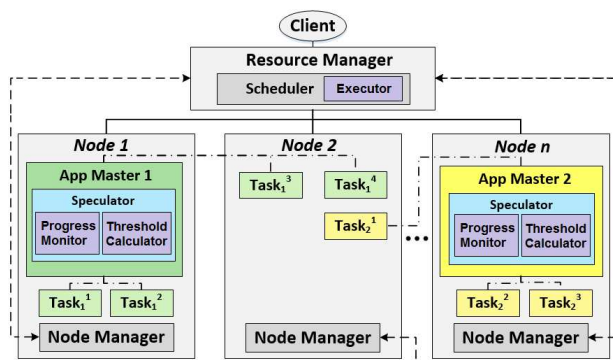 Client
Resource Manager
Scheduler
Executor
Node 1
Node 2
Node n
App Master 1
Speculator
Progress Monitor
Threshold Calculator
Task₁¹
Task₁²
Node Manager
Task₁³
Task₁⁴
Task₂¹
...
Node Manager
App Master 2
Speculator
Progress Monitor
Threshold Calculator
Task₂²
Task₂³
Node Manager